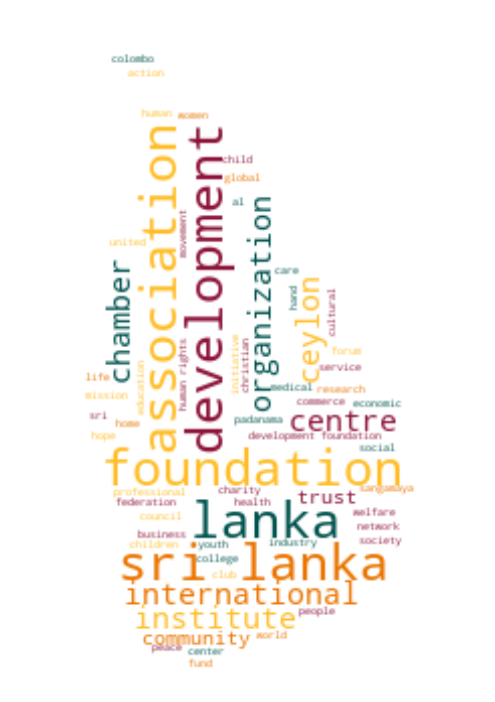 colombo
action
human women
association
development
child
global
al
organization
movement
united
chamber
care
hand
ceylon
cultural
human rights
initiative
christian
education
forum
service
life
medical research
mission
commerce economic
sri
padanama centre
home
hope
development foundation
social
foundation
professional charity sangamaya
federation health trust
council lanka welfare
business network
children youth industry society
college
sri lanka
club
international
institute people
community world
peace center
fund